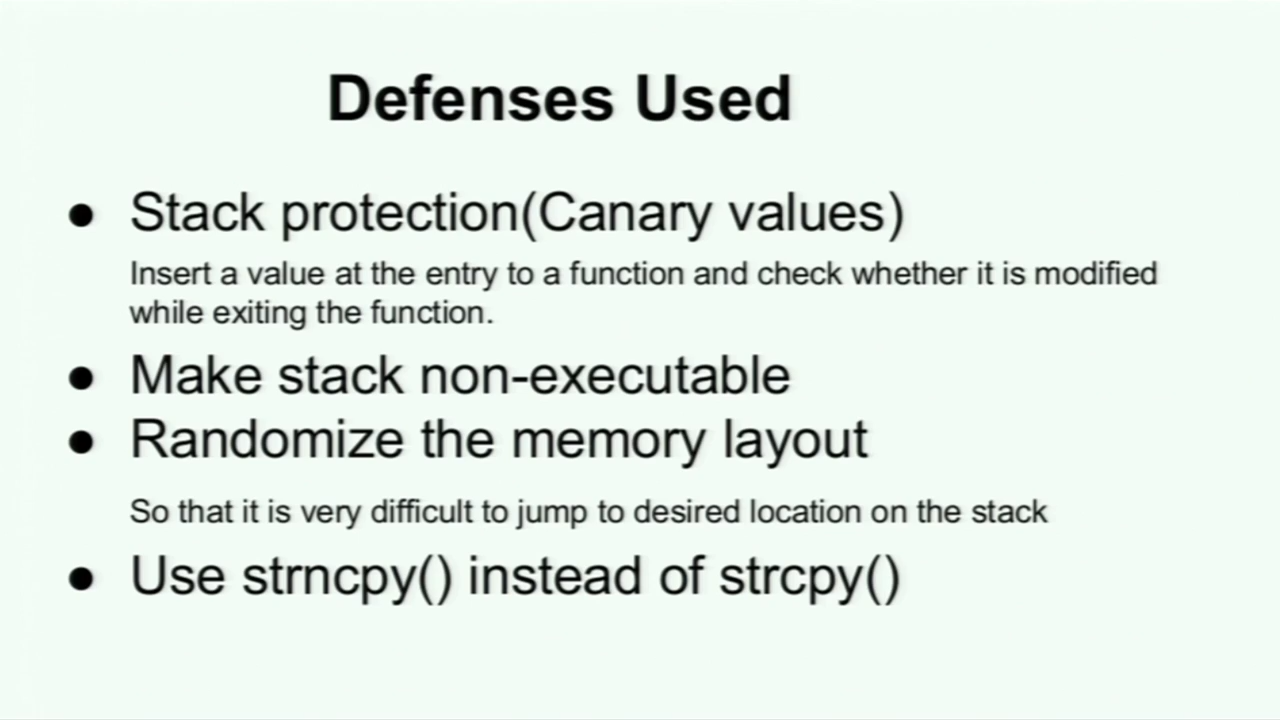 Defenses Used
● Stack protection(Canary values)
Insert a value at the entry to a function and check whether it is modified
while exiting the function.
● Make stack non-executable
● Randomize the memory layout
So that it is very difficult to jump to desired location on the stack
● Use strncpy() instead of strcpy()